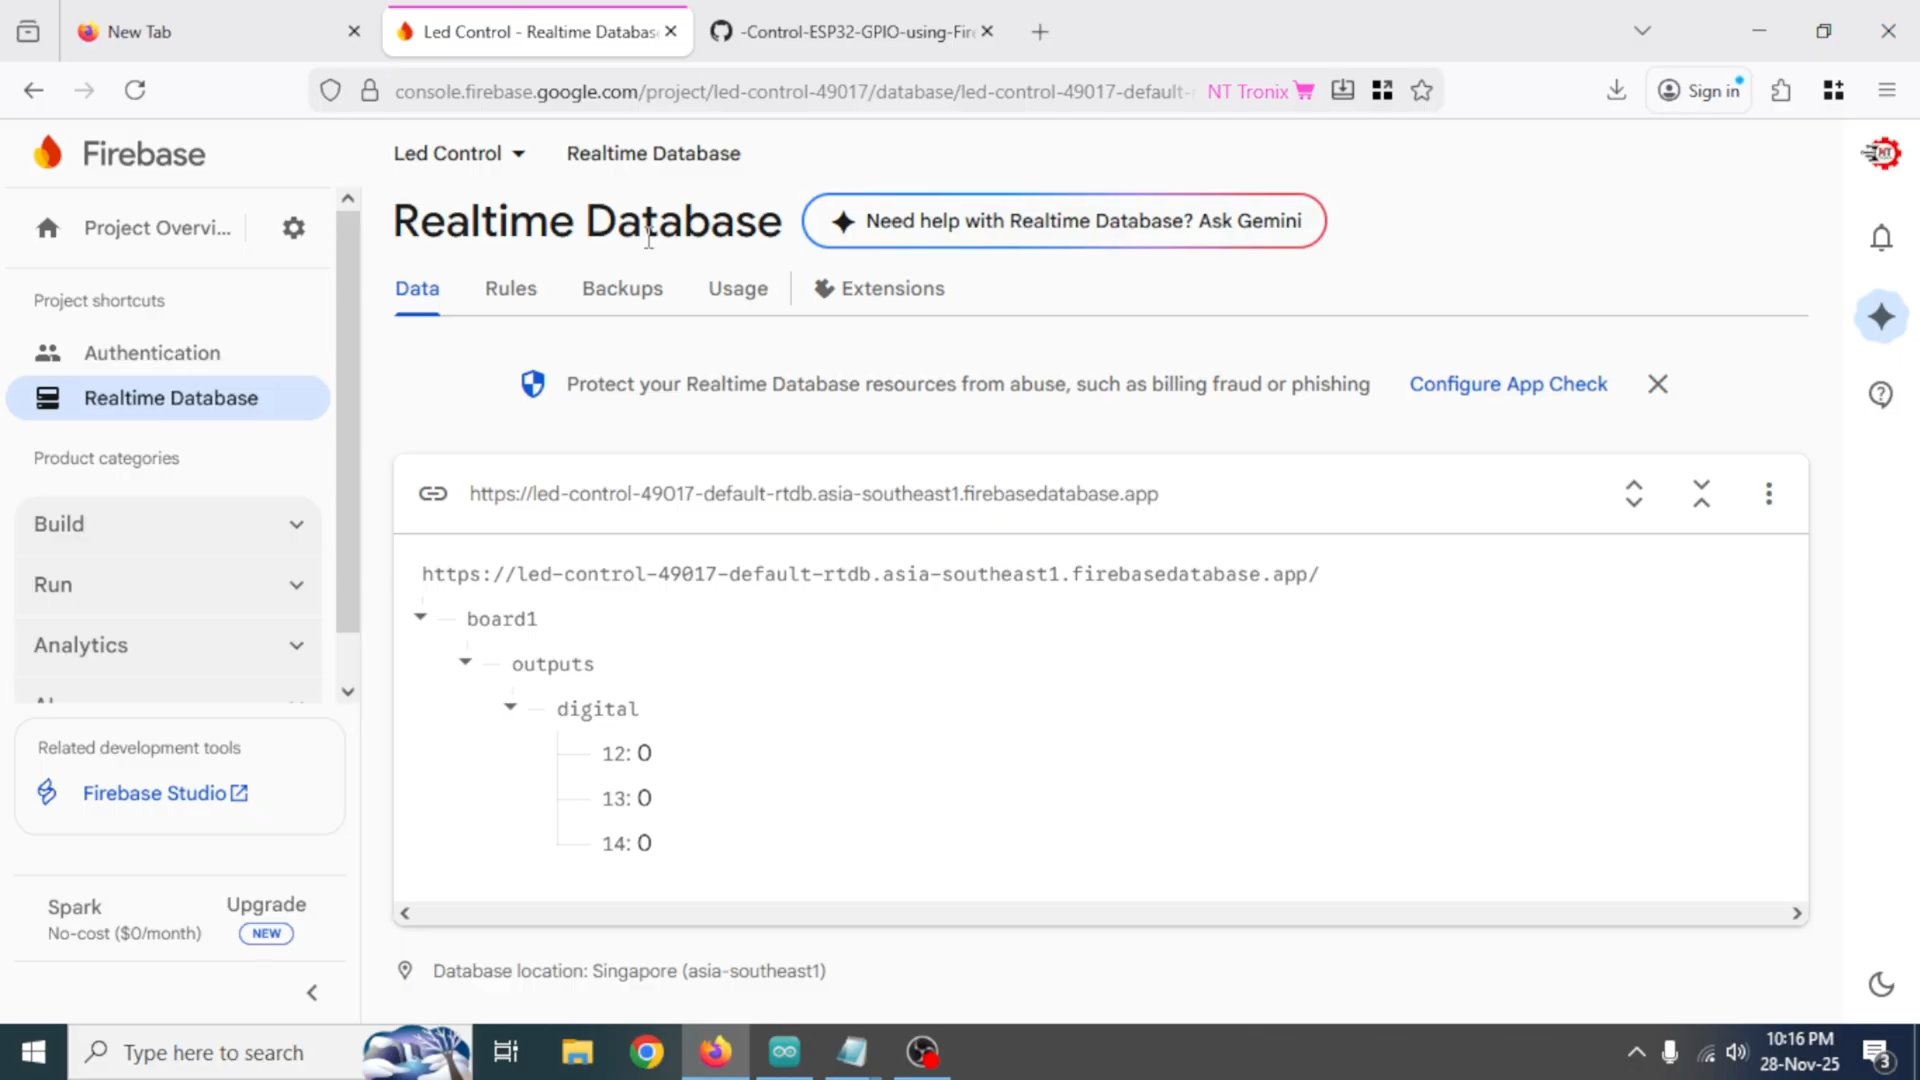 New Tab
Led Control - Realtime Databas
-Control-ESP32-GPIO-using-Fir
console.firebase.google.com/project/led-control-49017/database/led-control-49017-default-
NT Tronix
Sign in
Firebase
Led Control
Realtime Database
Project Overvi...
Realtime Database
Need help with Realtime Database? Ask Gemini
Data
Rules
Backups
Usage
Extensions
Project shortcuts
Authentication
Realtime Database
Protect your Realtime Database resources from abuse, such as billing fraud or phishing
Configure App Check
Product categories
Build
Run
Analytics
https://led-control-49017-default-rtdb.asia-southeast1.firebasedatabase.app
https://led-control-49017-default-rtdb.asia-southeast1.firebasedatabase.app/
board1
outputs
digital
12: 0
13: 0
14: 0
Related development tools
Firebase Studio
Spark
No-cost ($0/month)
Upgrade
NEW
Database location: Singapore (asia-southeast1)
Type here to search
10:16 PM
28-Nov-25
3